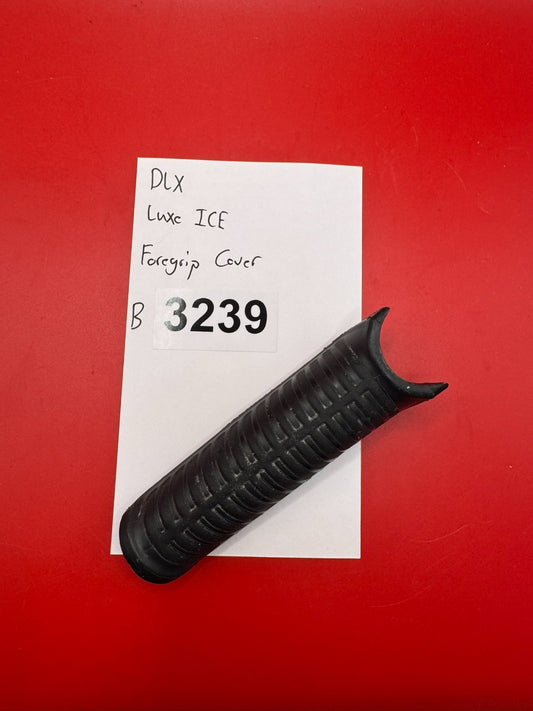 DLX
Luxe ICE
Foregrip Cover
B 3239